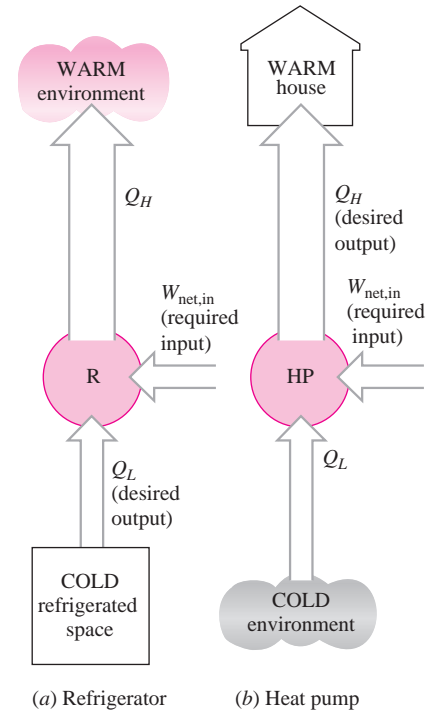 WARM
environment
Q_H
W_net,in
(required
input)
R
Q_L
(desired
output)
COLD
refrigerated
space
(a) Refrigerator
WARM
house
Q_H
(desired
output)
W_net,in
(required
input)
HP
Q_L
COLD
environment
(b) Heat pump